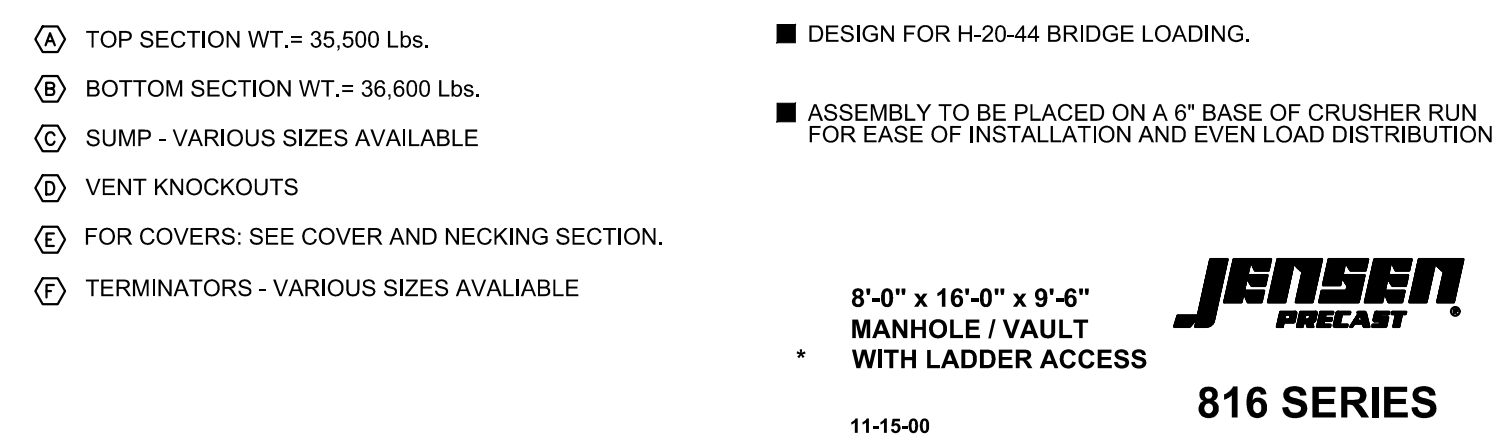 A TOP SECTION WT.= 35,500 Lbs.
B BOTTOM SECTION WT.= 36,600 Lbs.
C SUMP - VARIOUS SIZES AVAILABLE
D VENT KNOCKOUTS
E FOR COVERS: SEE COVER AND NECKING SECTION.
F TERMINATORS - VARIOUS SIZES AVALIABLE
■ DESIGN FOR H-20-44 BRIDGE LOADING.
■ ASSEMBLY TO BE PLACED ON A 6" BASE OF CRUSHER RUN
FOR EASE OF INSTALLATION AND EVEN LOAD DISTRIBUTION
8'-0" x 16'-0" x 9'-6"
MANHOLE / VAULT
* WITH LADDER ACCESS
11-15-00
JENSEN
PRECAST ®
816 SERIES